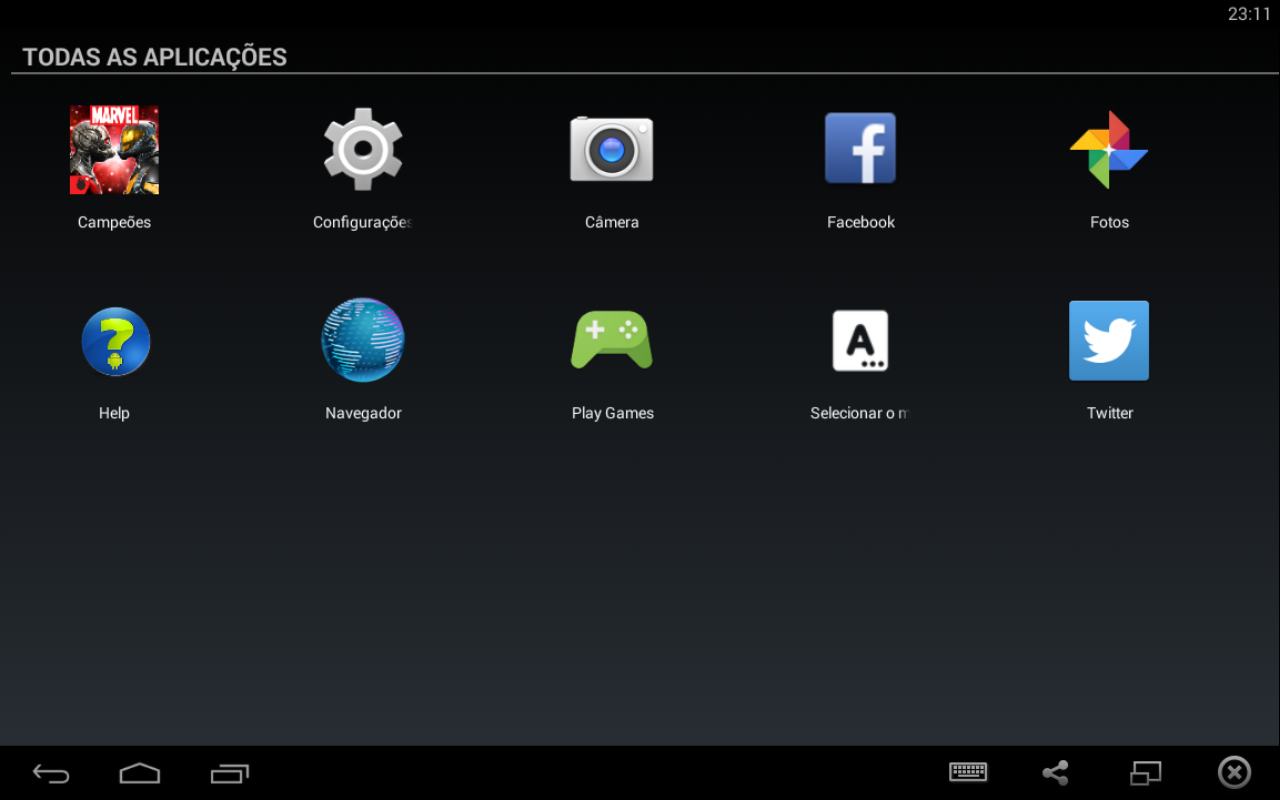 23:11
TODAS AS APLICAÇÕES
MARVEL
Campeões
Configurações
Câmera
Facebook
Fotos
Help
Navegador
Play Games
A
Selecionar o m
Twitter